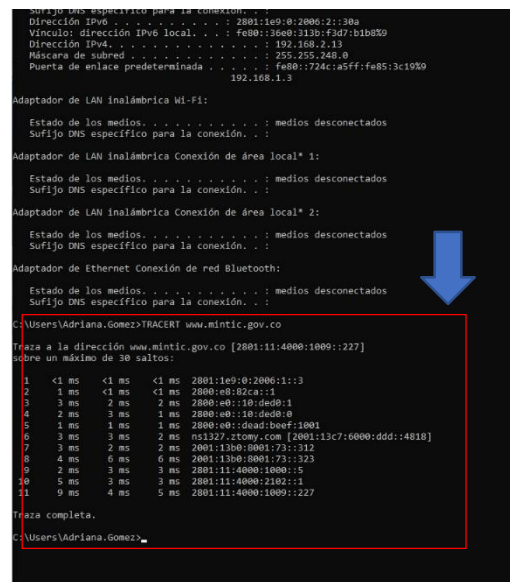 Sufijo DNS específico para la conexión. . :
Dirección IPv6 . . . . . . . . . . : 2801:1e9:0:2006:2::30a
Vínculo: dirección IPv6 local. . . : fe80::36e0:313b:f3d7:b1b8%9
Dirección IPv4. . . . . . . . . . . . . . : 192.168.2.13
Máscara de subred . . . . . . . . . . . . : 255.255.248.0
Puerta de enlace predeterminada . . . . . : fe80::724c:a5ff:fe85:3c19%9
192.168.1.3
Adaptador de LAN inalámbrica Wi-Fi:
Estado de los medios. . . . . . . . . . . : medios desconectados
Sufijo DNS específico para la conexión. . :
Adaptador de LAN inalámbrica Conexión de área local* 1:
Estado de los medios. . . . . . . . . . . : medios desconectados
Sufijo DNS específico para la conexión. . :
Adaptador de LAN inalámbrica Conexión de área local* 2:
Estado de los medios. . . . . . . . . . . : medios desconectados
Sufijo DNS específico para la conexión. . :
Adaptador de Ethernet Conexión de red Bluetooth:
Estado de los medios. . . . . . . . . . . : medios desconectados
Sufijo DNS específico para la conexión. . :
C:\Users\Adriana.Gomez>TRACERT www.mintic.gov.co
Traza a la dirección www.mintic.gov.co [2801:11:4000:1009::227]
sobre un máximo de 30 saltos:
1 <1 ms <1 ms <1 ms 2801:1e9:0:2006:1::3
2 1 ms <1 ms <1 ms 2800:e8:82ca::1
3 3 ms 2 ms 2 ms 2800:e0::10:ded0:1
4 2 ms 3 ms 1 ms 2800:e0::10:ded0:0
5 1 ms 1 ms 1 ms 2800:e0::dead:beef:1001
6 3 ms 3 ms 2 ms ns1327.ztomy.com [2001:13c7:6000:ddd::4818]
7 3 ms 2 ms 2 ms 2001:13b0:8001:73::312
8 4 ms 6 ms 6 ms 2001:13b0:8001:73::323
9 2 ms 3 ms 3 ms 2801:11:4000:1000::5
10 5 ms 3 ms 3 ms 2801:11:4000:2102::1
11 9 ms 4 ms 5 ms 2801:11:4000:1009::227
Traza completa.
C:\Users\Adriana.Gomez>_